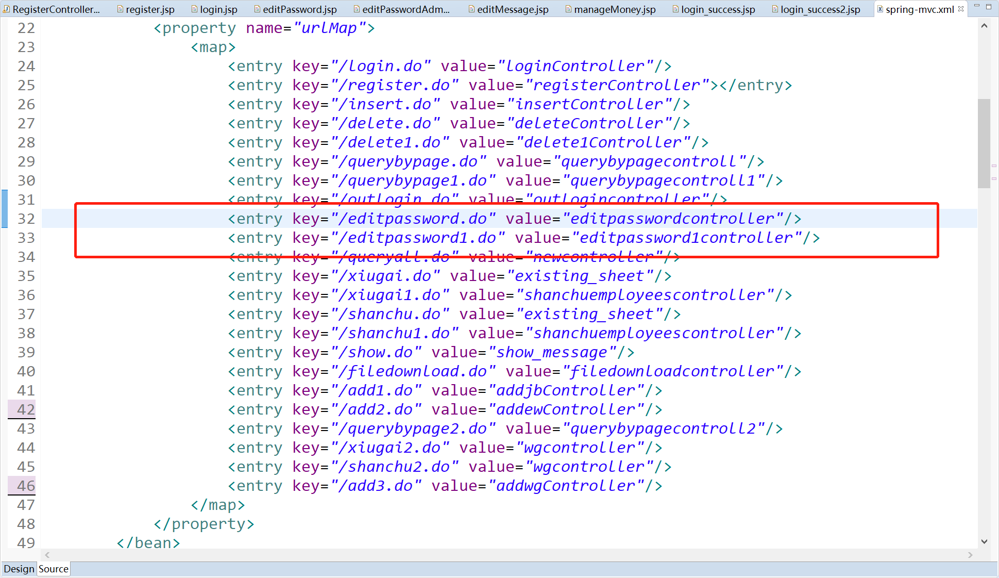 RegisterController... register.jsp login.jsp editPassword.jsp editPasswordAdm... editMessage.jsp manageMoney.jsp login_success.jsp login_success2.jsp spring-mvc.xml
22 <property name="urlMap">
23 <map>
24 <entry key="/login.do" value="loginController"/>
25 <entry key="/register.do" value="registerController"></entry>
26 <entry key="/insert.do" value="insertController"/>
27 <entry key="/delete.do" value="deleteController"/>
28 <entry key="/delete1.do" value="delete1Controller"/>
29 <entry key="/querybypage.do" value="querybypagecontroll"/>
30 <entry key="/querybypage1.do" value="querybypagecontroll1"/>
31 <entry key="/outlogin.do" value="outlogincontroller"/>
32 <entry key="/editpassword.do" value="editpasswordcontroller"/>
33 <entry key="/editpassword1.do" value="editpassword1controller"/>
34 <entry key="/queryall.do" value="newcontroller"/>
35 <entry key="/xiugai.do" value="existing_sheet"/>
36 <entry key="/xiugai1.do" value="shanchuemployeescontroller"/>
37 <entry key="/shanchu.do" value="existing_sheet"/>
38 <entry key="/shanchu1.do" value="shanchuemployeescontroller"/>
39 <entry key="/show.do" value="show_message"/>
40 <entry key="/filedownload.do" value="filedownloadcontroller"/>
41 <entry key="/add1.do" value="addjbController"/>
42 <entry key="/add2.do" value="addewController"/>
43 <entry key="/querybypage2.do" value="querybypagecontroll2"/>
44 <entry key="/xiugai2.do" value="wgcontroller"/>
45 <entry key="/shanchu2.do" value="wgcontroller"/>
46 <entry key="/add3.do" value="addwgController"/>
47 </map>
48 </property>
49 </bean>
Design Source